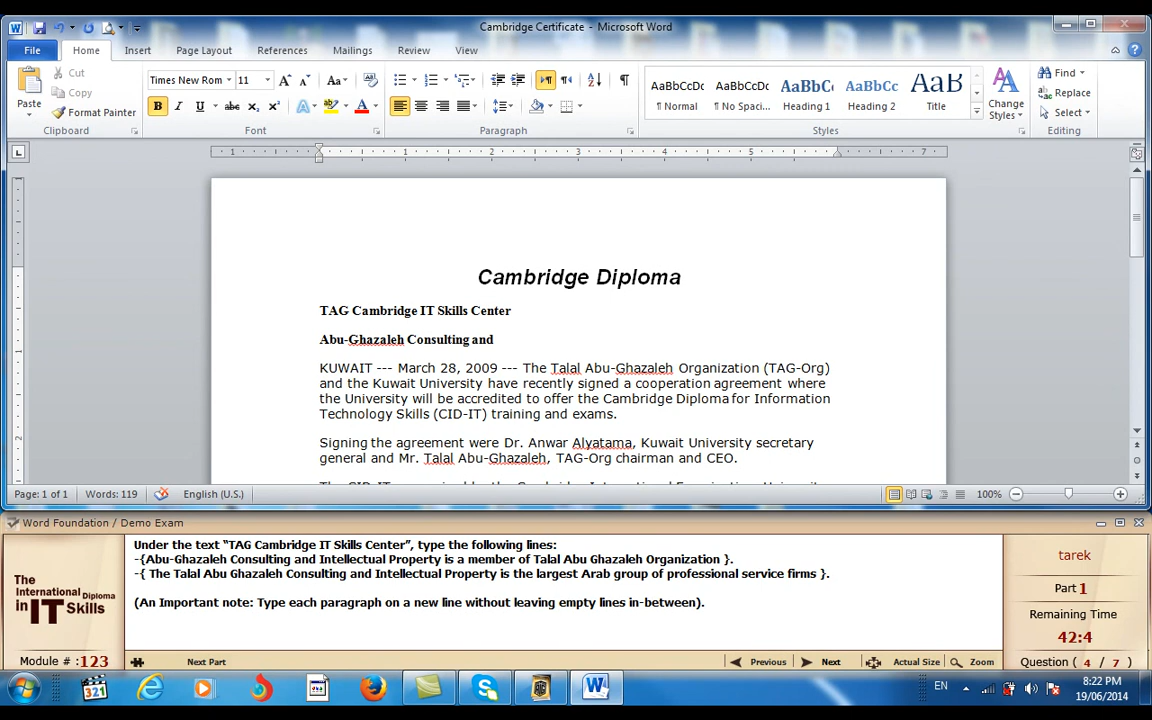 Cambridge Certificate - Microsoft Word
File Home Insert Page Layout References Mailings Review View
Paste
Cut
Copy
Format Painter
Clipboard
Times New Rom 11
Font
Paragraph
AaBbCcDc AaBbCcDc AaBbC AaBbCc AaB
¶ Normal ¶ No Spaci... Heading 1 Heading 2 Title
Change Styles
Styles
Find
Replace
Select
Editing
1 1 2 3 4 5 7
Cambridge Diploma
TAG Cambridge IT Skills Center
Abu-Ghazaleh Consulting and
KUWAIT --- March 28, 2009 --- The Talal Abu-Ghazaleh Organization (TAG-Org)
and the Kuwait University have recently signed a cooperation agreement where
the University will be accredited to offer the Cambridge Diploma for Information
Technology Skills (CID-IT) training and exams.
Signing the agreement were Dr. Anwar Alyatama, Kuwait University secretary
general and Mr. Talal Abu-Ghazaleh, TAG-Org chairman and CEO.
Page: 1 of 1 Words: 119 English (U.S.) 100%
Word Foundation / Demo Exam
Under the text “TAG Cambridge IT Skills Center”, type the following lines:
-{Abu-Ghazaleh Consulting and Intellectual Property is a member of Talal Abu Ghazaleh Organization }.
-{ The Talal Abu Ghazaleh Consulting and Intellectual Property is the largest Arab group of professional service firms }.
(An Important note: Type each paragraph on a new line without leaving empty lines in-between).
The
International Diploma
in IT Skills
Module # :123
tarek
Part 1
Remaining Time
42:4
Question ( 4 / 7 )
Next Part Previous Next Actual Size Zoom
321
EN
8:22 PM
19/06/2014